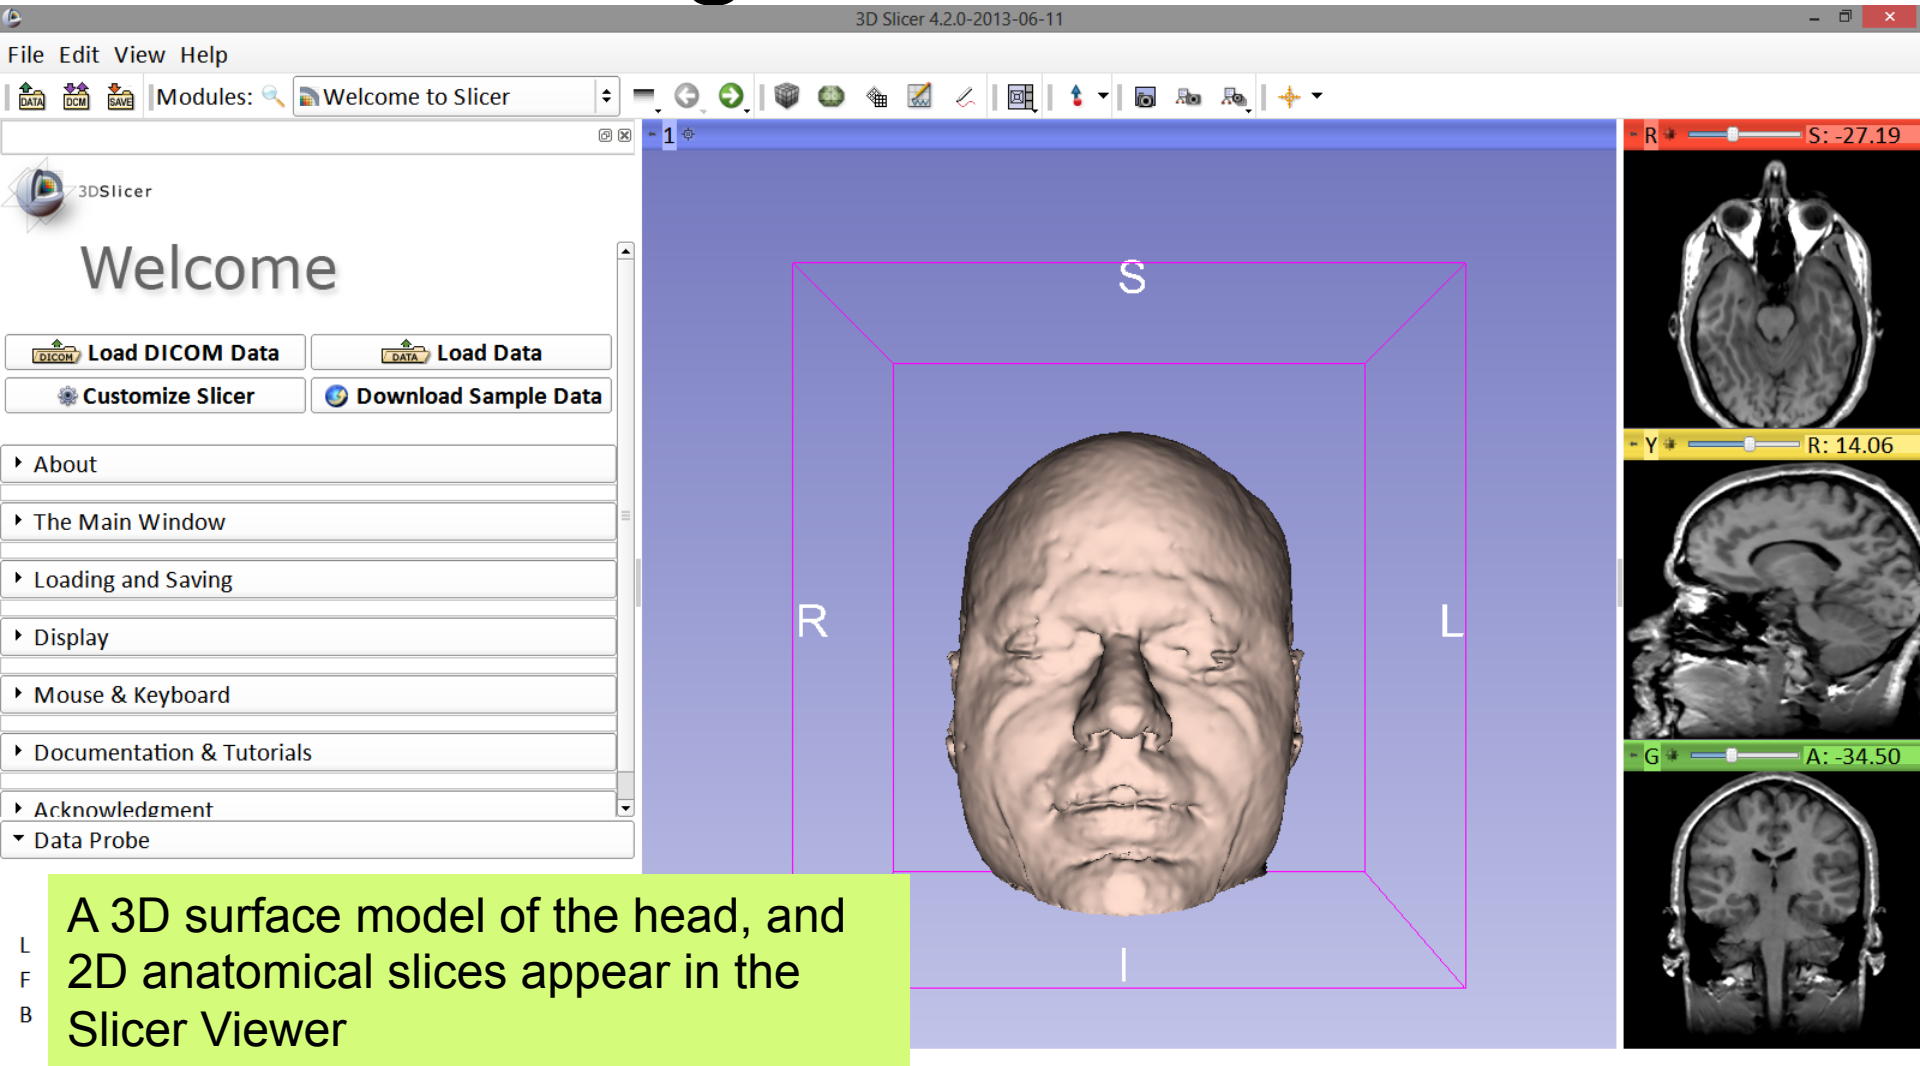 3D Slicer 4.2.0-2013-06-11
File Edit View Help
DATA DCM SAVE Modules: Welcome to Slicer
1
R S: -27.19
3DSlicer
Welcome
DICOM Load DICOM Data DATA Load Data
Customize Slicer Download Sample Data
About
The Main Window
Loading and Saving
Display
Mouse & Keyboard
Documentation & Tutorials
Acknowledgment
Data Probe
L
F
B
S
R L
I
Y R: 14.06
G A: -34.50
A 3D surface model of the head, and
2D anatomical slices appear in the
Slicer Viewer